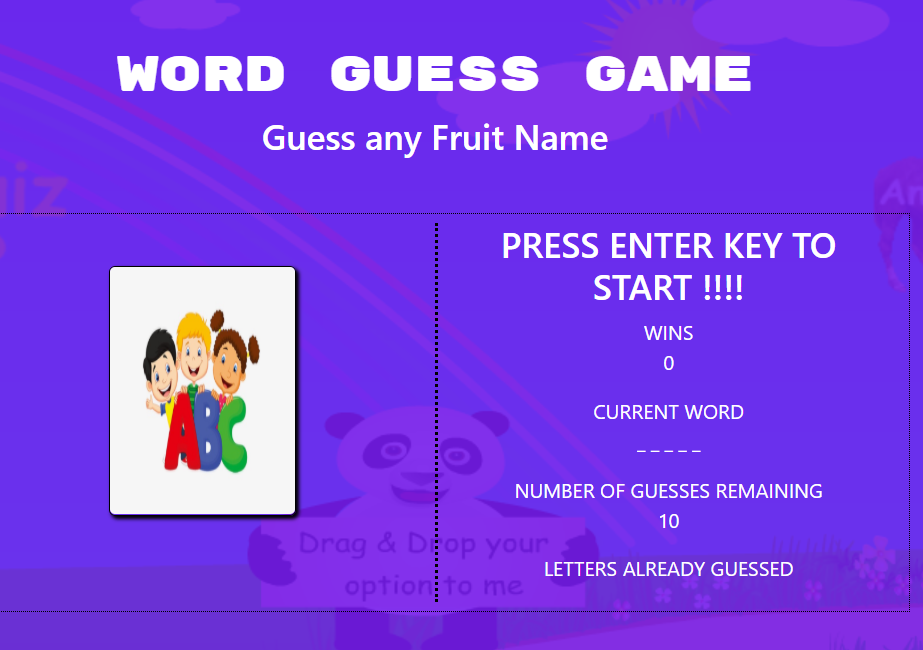 WORD GUESS GAME
Guess any Fruit Name
PRESS ENTER KEY TO
START !!!!
WINS
0
CURRENT WORD
_ _ _ _ _
NUMBER OF GUESSES REMAINING
10
LETTERS ALREADY GUESSED
ABC
Drag & Drop your
option to me